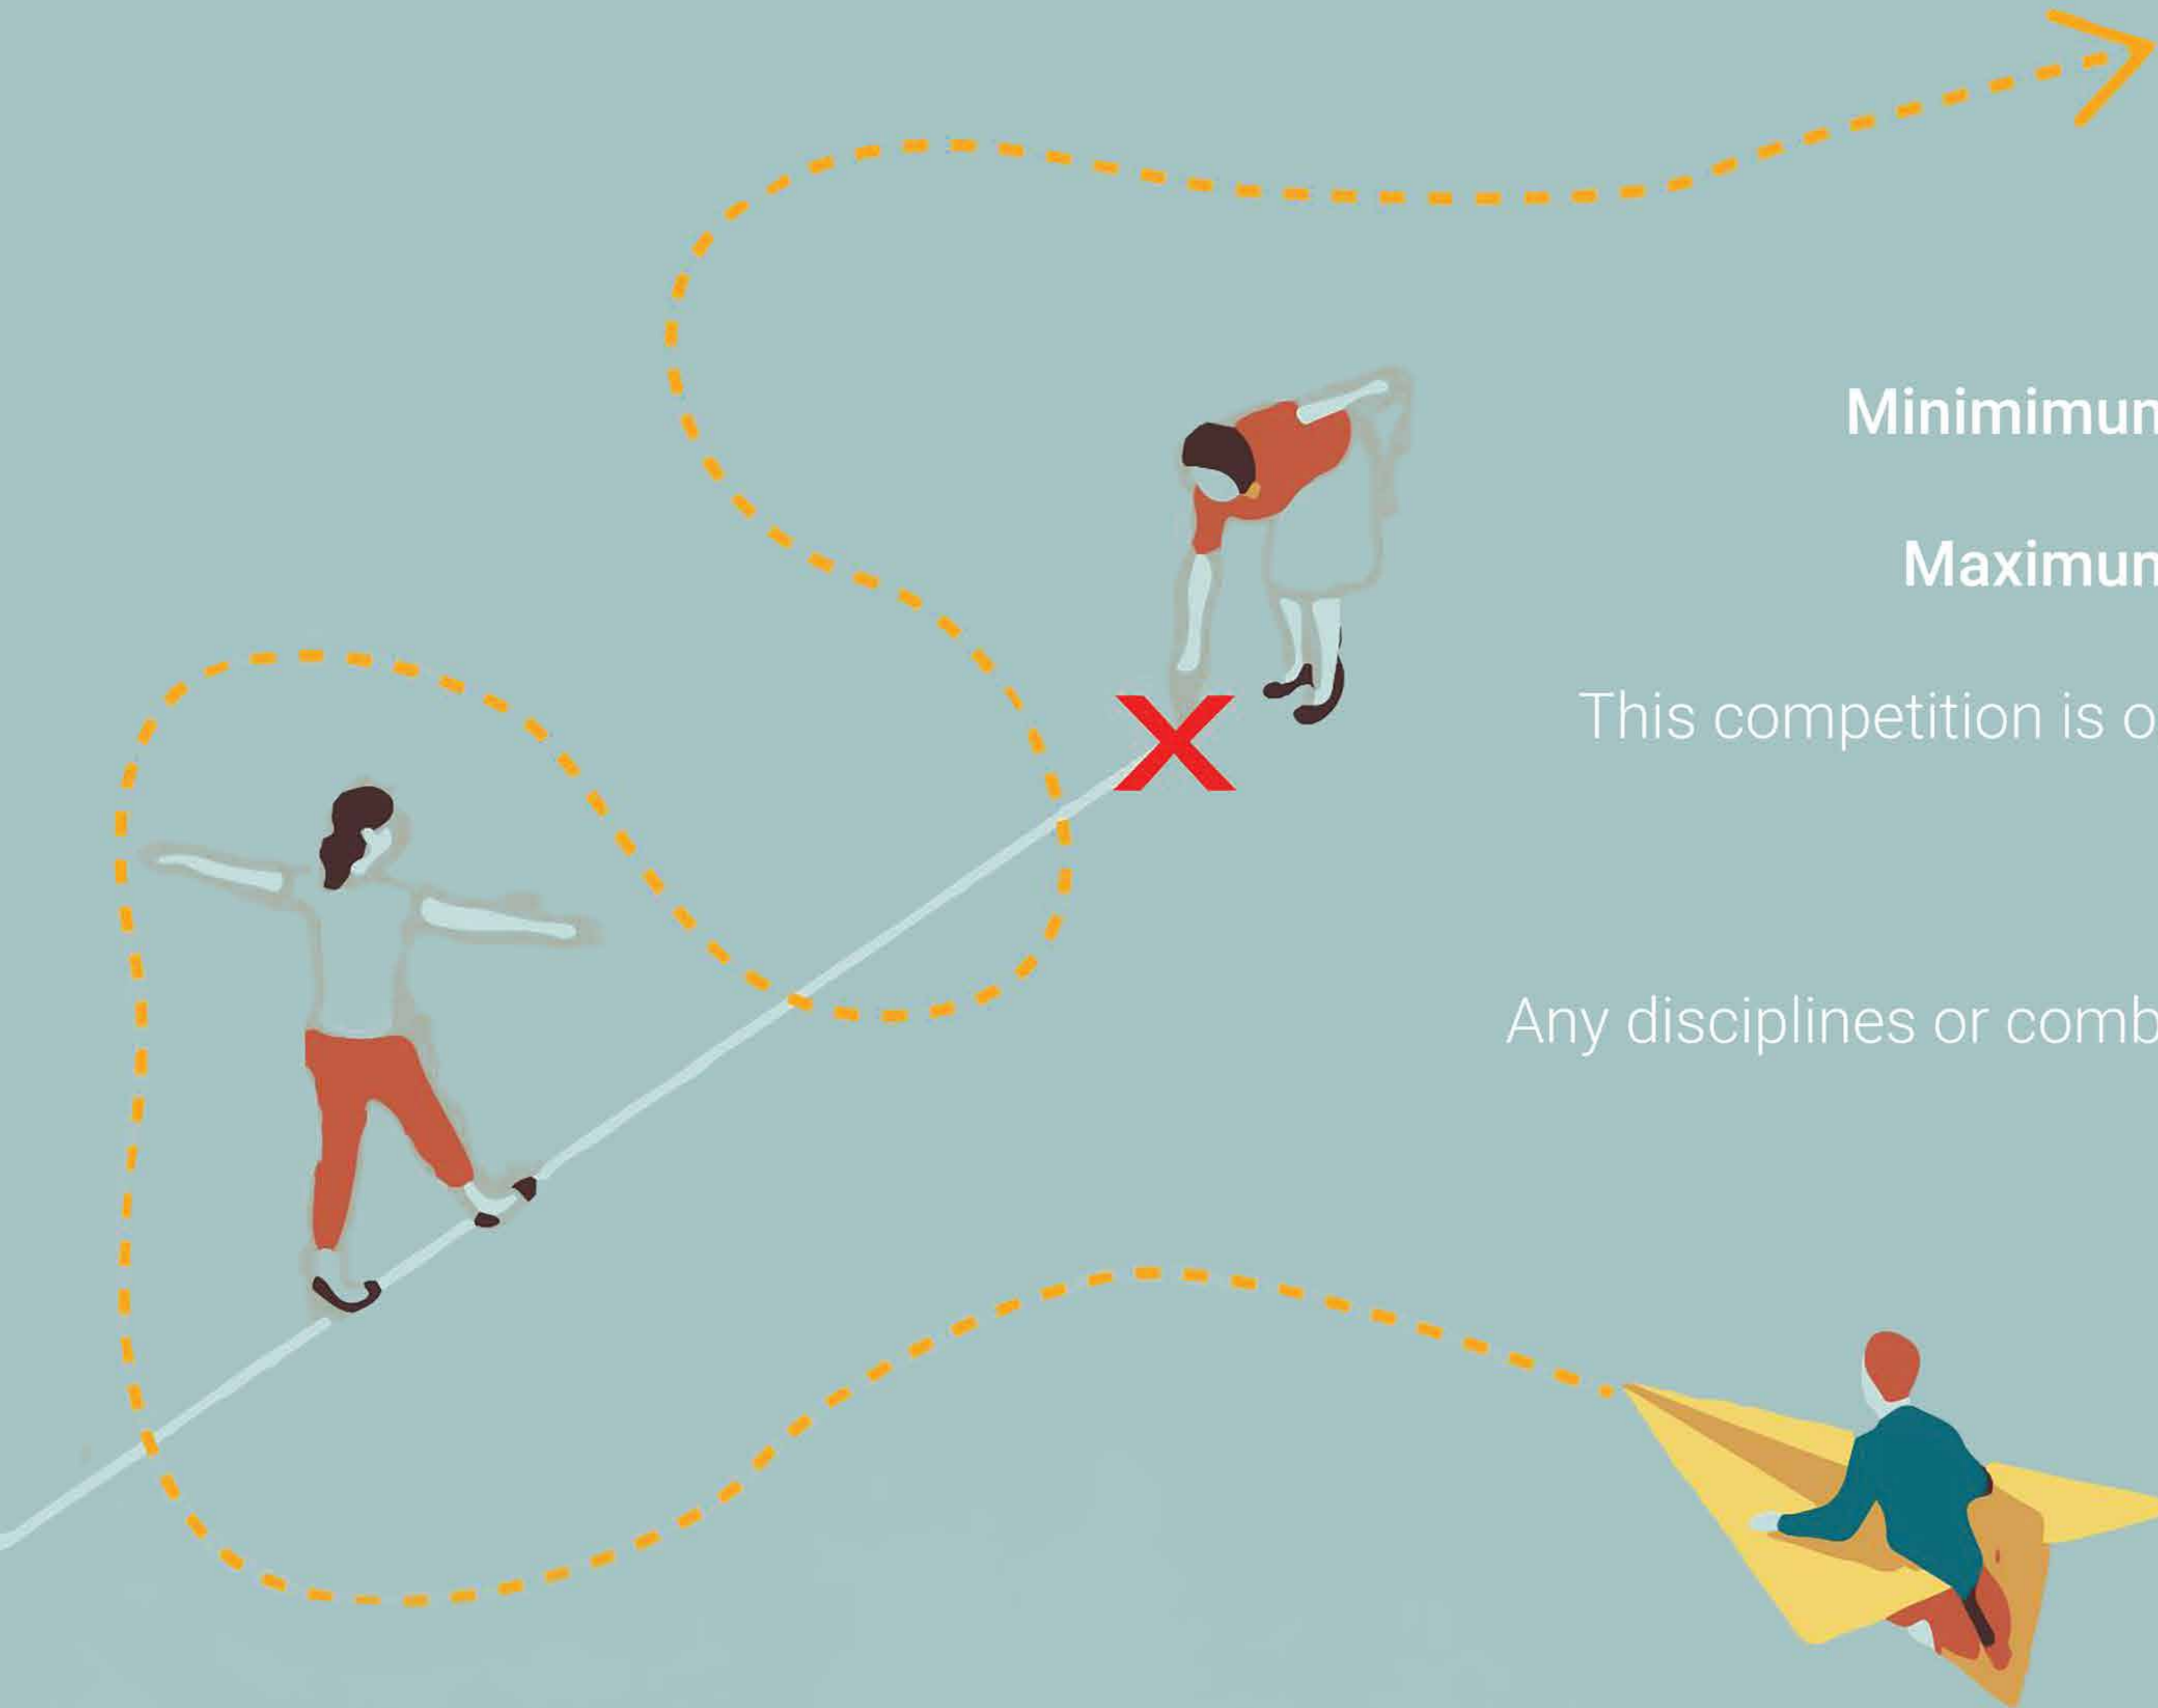 Minimimun
Maximun
This competition is o
Any disciplines or comb